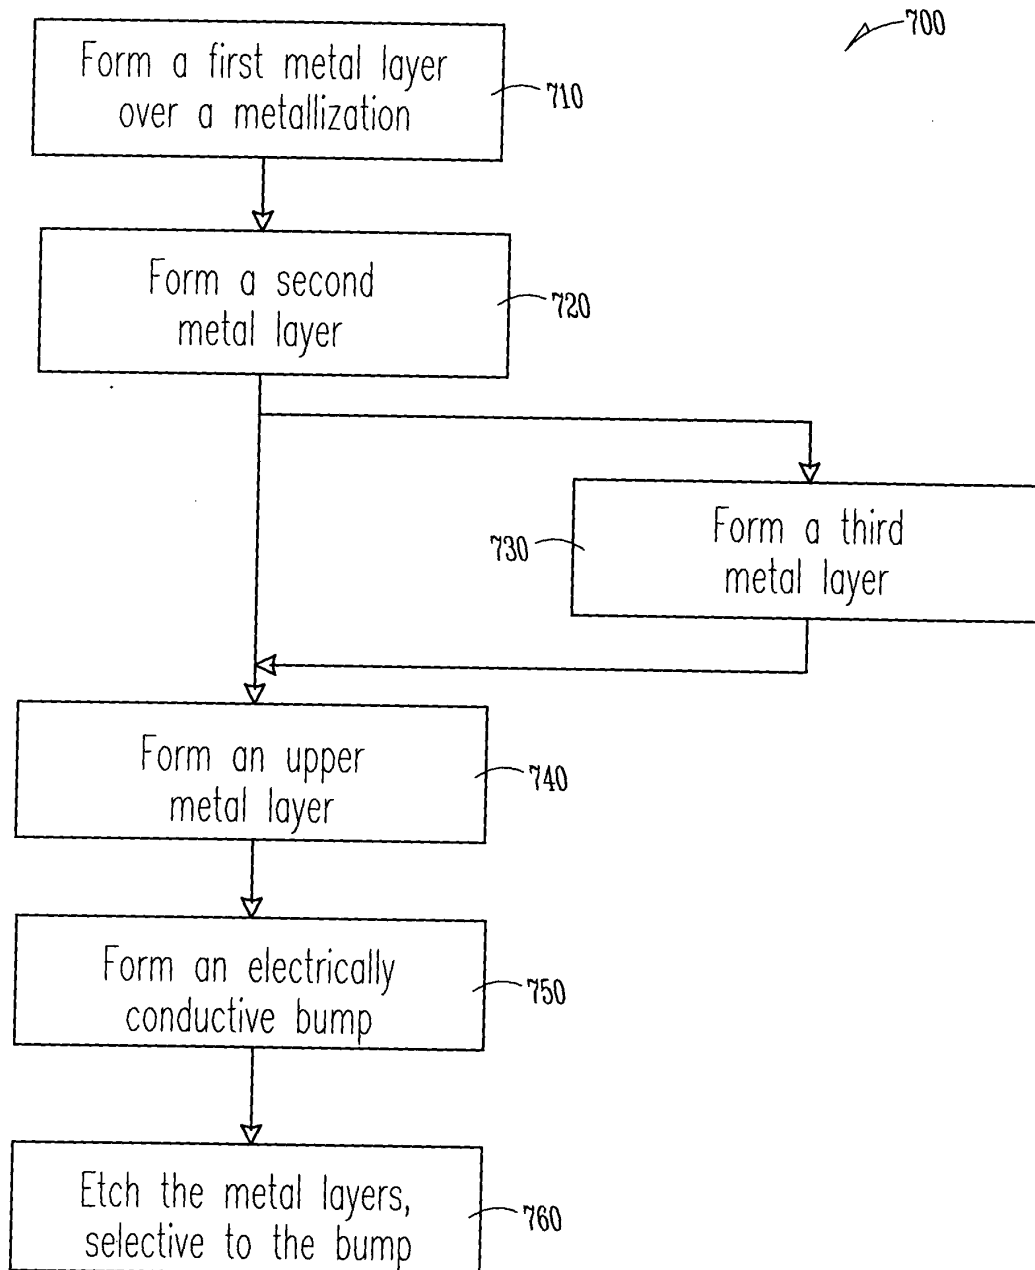 700
Form a first metal layer
over a metallization
710
Form a second
metal layer
720
730
Form a third
metal layer
Form an upper
metal layer
740
Form an electrically
conductive bump
750
Etch the metal layers,
selective to the bump
760